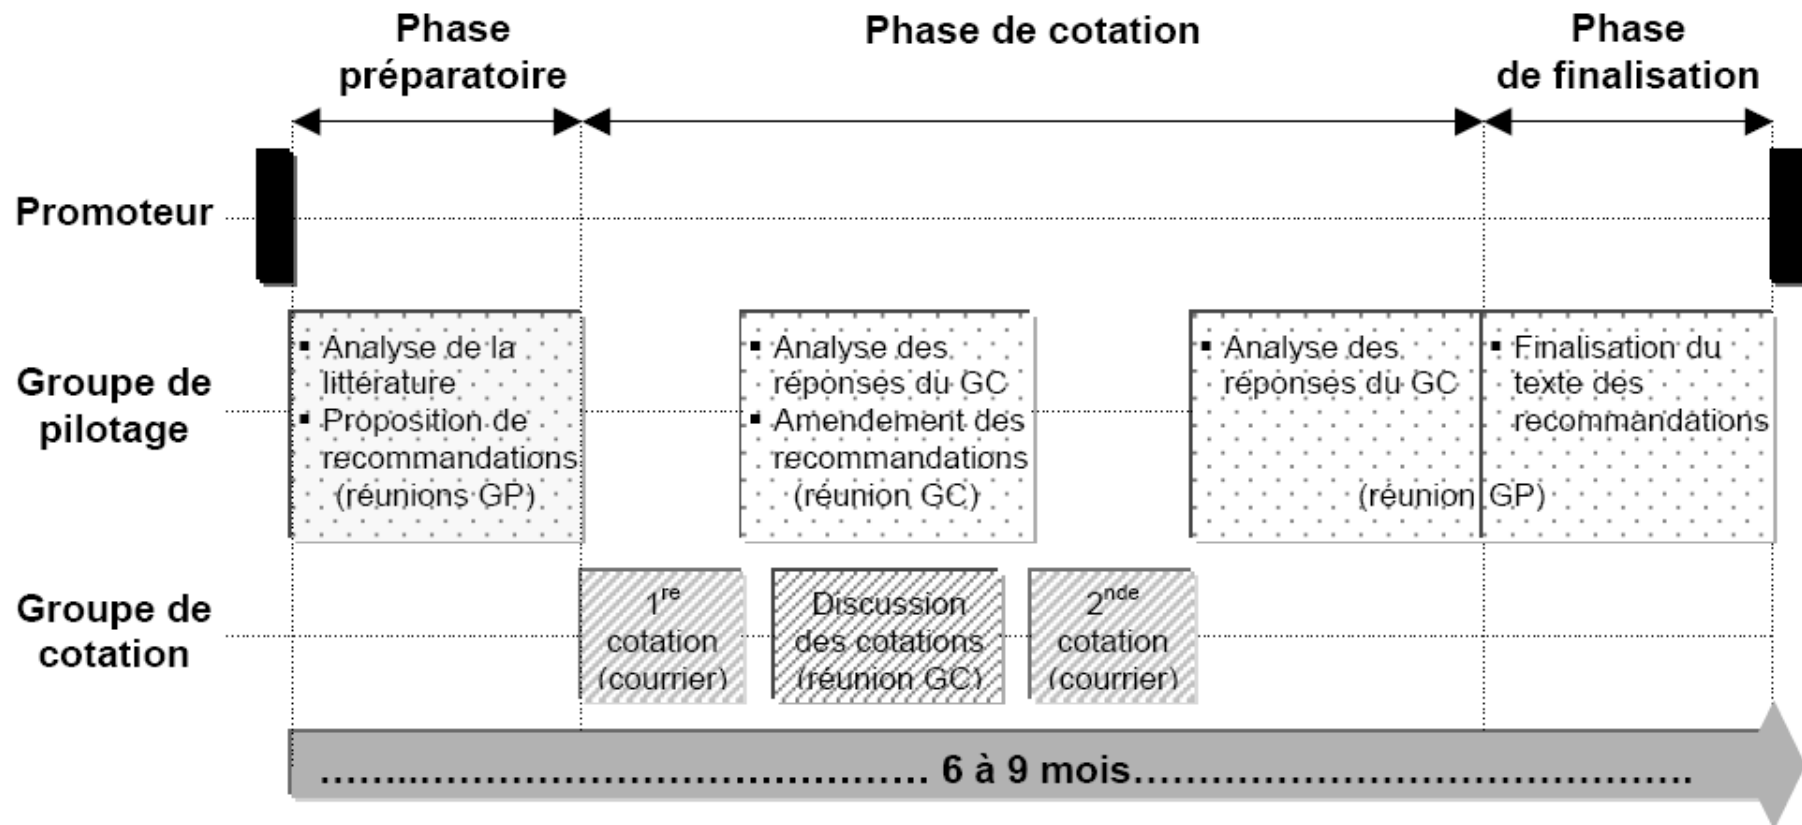 Phase
préparatoire
Phase de cotation
Phase
de finalisation
Promoteur
Groupe de
pilotage
▪ Analyse de la
littérature
▪ Proposition de
recommandations
(réunions GP)
▪ Analyse des
réponses du GC
▪ Amendement des
recommandations
(réunion GC)
▪ Analyse des
réponses du GC
▪ Finalisation du
texte des
recommandations
(réunion GP)
Groupe de
cotation
1re
cotation
(courrier)
Discussion
des cotations
(réunion GC)
2nde
cotation
(courrier)
................................................ 6 à 9 mois................................................